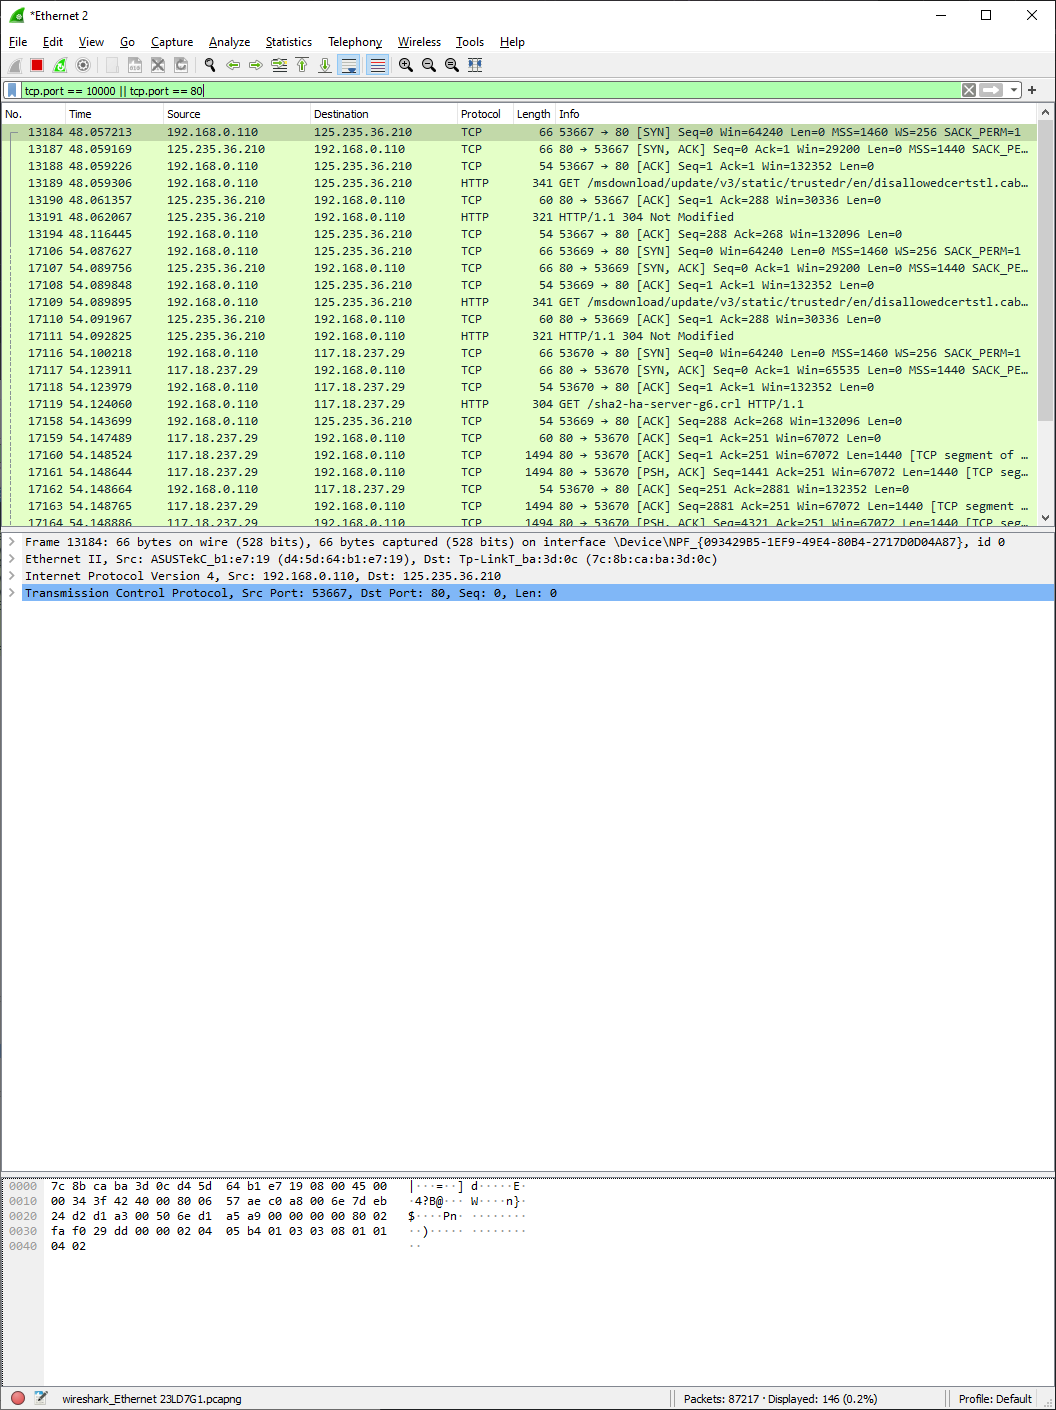 *Ethernet 2
File Edit View Go Capture Analyze Statistics Telephony Wireless Tools Help
tcp.port == 10000 || tcp.port == 80
No. Time Source Destination Protocol Length Info
13184 48.057213 192.168.0.110 125.235.36.210 TCP 66 53667 → 80 [SYN] Seq=0 Win=64240 Len=0 MSS=1460 WS=256 SACK_PERM=1
13187 48.059169 125.235.36.210 192.168.0.110 TCP 66 80 → 53667 [SYN, ACK] Seq=0 Ack=1 Win=29200 Len=0 MSS=1440 SACK_PE…
13188 48.059226 192.168.0.110 125.235.36.210 TCP 54 53667 → 80 [ACK] Seq=1 Ack=1 Win=132352 Len=0
13189 48.059306 192.168.0.110 125.235.36.210 HTTP 341 GET /msdownload/update/v3/static/trustedr/en/disallowedcertstl.cab…
13190 48.061357 125.235.36.210 192.168.0.110 TCP 60 80 → 53667 [ACK] Seq=1 Ack=288 Win=30336 Len=0
13191 48.062067 125.235.36.210 192.168.0.110 HTTP 321 HTTP/1.1 304 Not Modified
13194 48.116445 192.168.0.110 125.235.36.210 TCP 54 53667 → 80 [ACK] Seq=288 Ack=268 Win=132096 Len=0
17106 54.087627 192.168.0.110 125.235.36.210 TCP 66 53669 → 80 [SYN] Seq=0 Win=64240 Len=0 MSS=1460 WS=256 SACK_PERM=1
17107 54.089756 125.235.36.210 192.168.0.110 TCP 66 80 → 53669 [SYN, ACK] Seq=0 Ack=1 Win=29200 Len=0 MSS=1440 SACK_PE…
17108 54.089848 192.168.0.110 125.235.36.210 TCP 54 53669 → 80 [ACK] Seq=1 Ack=1 Win=132352 Len=0
17109 54.089895 192.168.0.110 125.235.36.210 HTTP 341 GET /msdownload/update/v3/static/trustedr/en/disallowedcertstl.cab…
17110 54.091967 125.235.36.210 192.168.0.110 TCP 60 80 → 53669 [ACK] Seq=1 Ack=288 Win=30336 Len=0
17111 54.092825 125.235.36.210 192.168.0.110 HTTP 321 HTTP/1.1 304 Not Modified
17116 54.100218 192.168.0.110 117.18.237.29 TCP 66 53670 → 80 [SYN] Seq=0 Win=64240 Len=0 MSS=1460 WS=256 SACK_PERM=1
17117 54.123911 117.18.237.29 192.168.0.110 TCP 66 80 → 53670 [SYN, ACK] Seq=0 Ack=1 Win=65535 Len=0 MSS=1440 SACK_PE…
17118 54.123979 192.168.0.110 117.18.237.29 TCP 54 53670 → 80 [ACK] Seq=1 Ack=1 Win=132352 Len=0
17119 54.124060 192.168.0.110 117.18.237.29 HTTP 304 GET /sha2-ha-server-g6.crl HTTP/1.1
17158 54.143699 192.168.0.110 125.235.36.210 TCP 54 53669 → 80 [ACK] Seq=288 Ack=268 Win=132096 Len=0
17159 54.147489 117.18.237.29 192.168.0.110 TCP 60 80 → 53670 [ACK] Seq=1 Ack=251 Win=67072 Len=0
17160 54.148524 117.18.237.29 192.168.0.110 TCP 1494 80 → 53670 [ACK] Seq=1 Ack=251 Win=67072 Len=1440 [TCP segment of …
17161 54.148644 117.18.237.29 192.168.0.110 TCP 1494 80 → 53670 [PSH, ACK] Seq=1441 Ack=251 Win=67072 Len=1440 [TCP seg…
17162 54.148664 192.168.0.110 117.18.237.29 TCP 54 53670 → 80 [ACK] Seq=251 Ack=2881 Win=132352 Len=0
17163 54.148765 117.18.237.29 192.168.0.110 TCP 1494 80 → 53670 [ACK] Seq=2881 Ack=251 Win=67072 Len=1440 [TCP segment …
17164 54.148886 117.18.237.29 192.168.0.110 TCP 1494 80 → 53670 [PSH, ACK] Seq=4321 Ack=251 Win=67072 Len=1440 [TCP seg…
Frame 13184: 66 bytes on wire (528 bits), 66 bytes captured (528 bits) on interface \Device\NPF_{093429B5-1EF9-49E4-80B4-2717D0D04A87}, id 0
Ethernet II, Src: ASUSTekC_b1:e7:19 (d4:5d:64:b1:e7:19), Dst: Tp-LinkT_ba:3d:0c (7c:8b:ca:ba:3d:0c)
Internet Protocol Version 4, Src: 192.168.0.110, Dst: 125.235.36.210
Transmission Control Protocol, Src Port: 53667, Dst Port: 80, Seq: 0, Len: 0
0000 7c 8b ca ba 3d 0c d4 5d 64 b1 e7 19 08 00 45 00 |···=··] d·····E·
0010 00 34 3f 42 40 00 80 06 57 ae c0 a8 00 6e 7d eb ·4?B@··· W····n}·
0020 24 d2 d1 a3 00 50 6e d1 a5 a9 00 00 00 00 80 02 $····Pn· ········
0030 fa f0 29 dd 00 00 02 04 05 b4 01 03 03 08 01 01 ··)····· ········
0040 04 02 ··
wireshark_Ethernet 23LD7G1.pcapng Packets: 87217 · Displayed: 146 (0.2%) Profile: Default